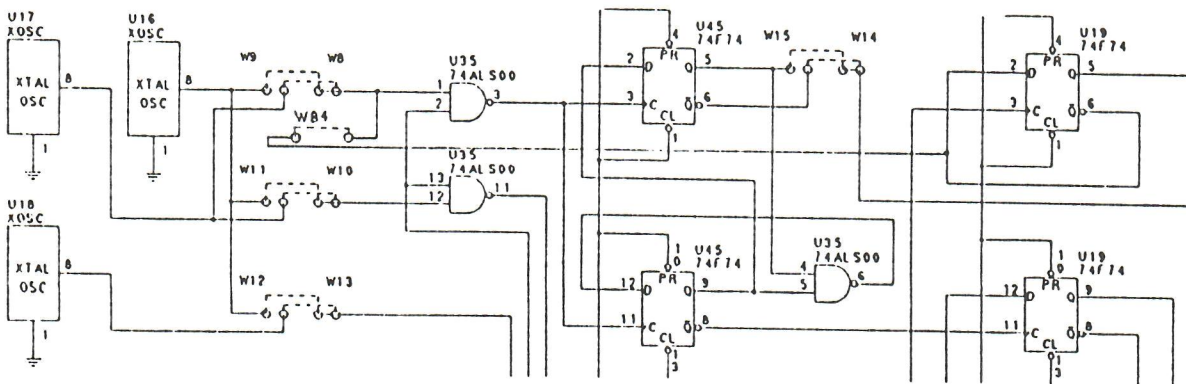 U17
XOSC
XTAL
OSC
8
1
U16
XOSC
XTAL
OSC
8
1
W9
W8
W84
W11
W10
U18
XOSC
XTAL
OSC
8
1
W12
W13
U35
74ALS00
1
2
3
U35
74ALS00
13
12
11
U45
74F74
4
PR
2
D
Q
5
3
C
Q̅
6
CL
1
W15
W14
U45
74F74
1
0
PR
12
D
Q
9
11
C
Q̅
8
CL
1
3
U35
74ALS00
4
5
6
U19
74F74
4
PR
2
D
Q
5
3
C
Q̅
6
CL
1
U19
74F74
1
0
PR
12
D
Q
9
11
C
Q̅
8
CL
1
3